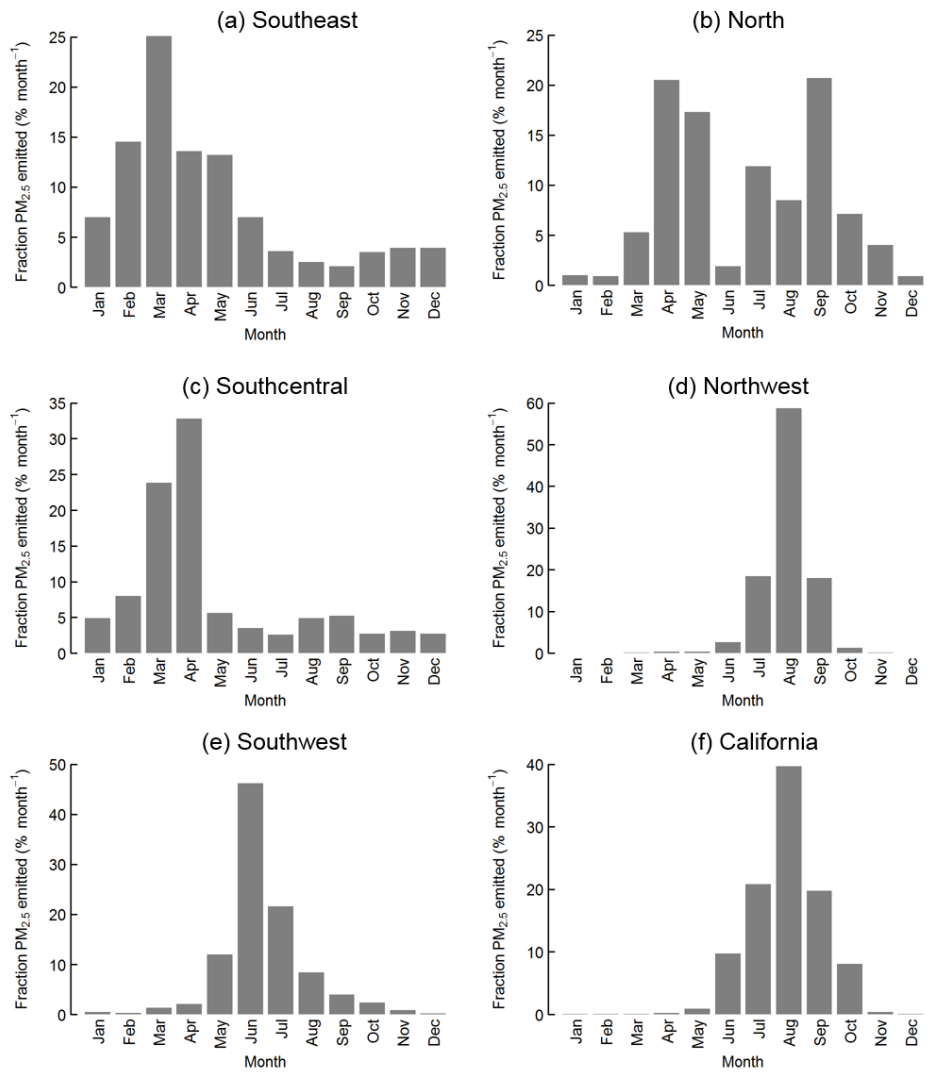 (a) Southeast
Fraction PM2.5 emitted (% month−1)
25
20
15
10
5
0
Jan
Feb
Mar
Apr
May
Jun
Jul
Aug
Sep
Oct
Nov
Dec
Month
(b) North
Fraction PM2.5 emitted (% month−1)
25
20
15
10
5
0
Jan
Feb
Mar
Apr
May
Jun
Jul
Aug
Sep
Oct
Nov
Dec
Month
(c) Southcentral
Fraction PM2.5 emitted (% month−1)
35
30
25
20
15
10
5
0
Jan
Feb
Mar
Apr
May
Jun
Jul
Aug
Sep
Oct
Nov
Dec
Month
(d) Northwest
Fraction PM2.5 emitted (% month−1)
60
50
40
30
20
10
0
Jan
Feb
Mar
Apr
May
Jun
Jul
Aug
Sep
Oct
Nov
Dec
Month
(e) Southwest
Fraction PM2.5 emitted (% month−1)
50
40
30
20
10
0
Jan
Feb
Mar
Apr
May
Jun
Jul
Aug
Sep
Oct
Nov
Dec
Month
(f) California
Fraction PM2.5 emitted (% month−1)
40
30
20
10
0
Jan
Feb
Mar
Apr
May
Jun
Jul
Aug
Sep
Oct
Nov
Dec
Month